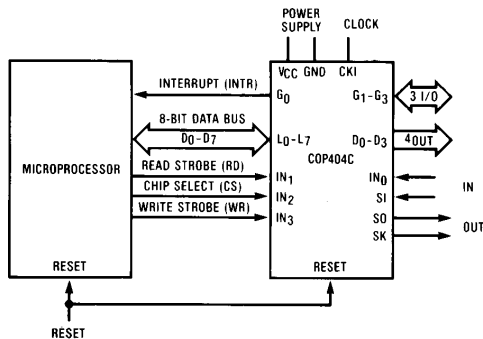 POWER
SUPPLY
CLOCK
VCC GND CKI
INTERRUPT (INTR)
G0
G1–G3
3 I/O
8-BIT DATA BUS
D0–D7
L0–L7
D0–D3
4 OUT
MICROPROCESSOR
COP404C
READ STROBE (RD)
IN1
IN0
IN
CHIP SELECT (CS)
IN2
SI
WRITE STROBE (WR)
IN3
SO
OUT
SK
RESET
RESET
RESET